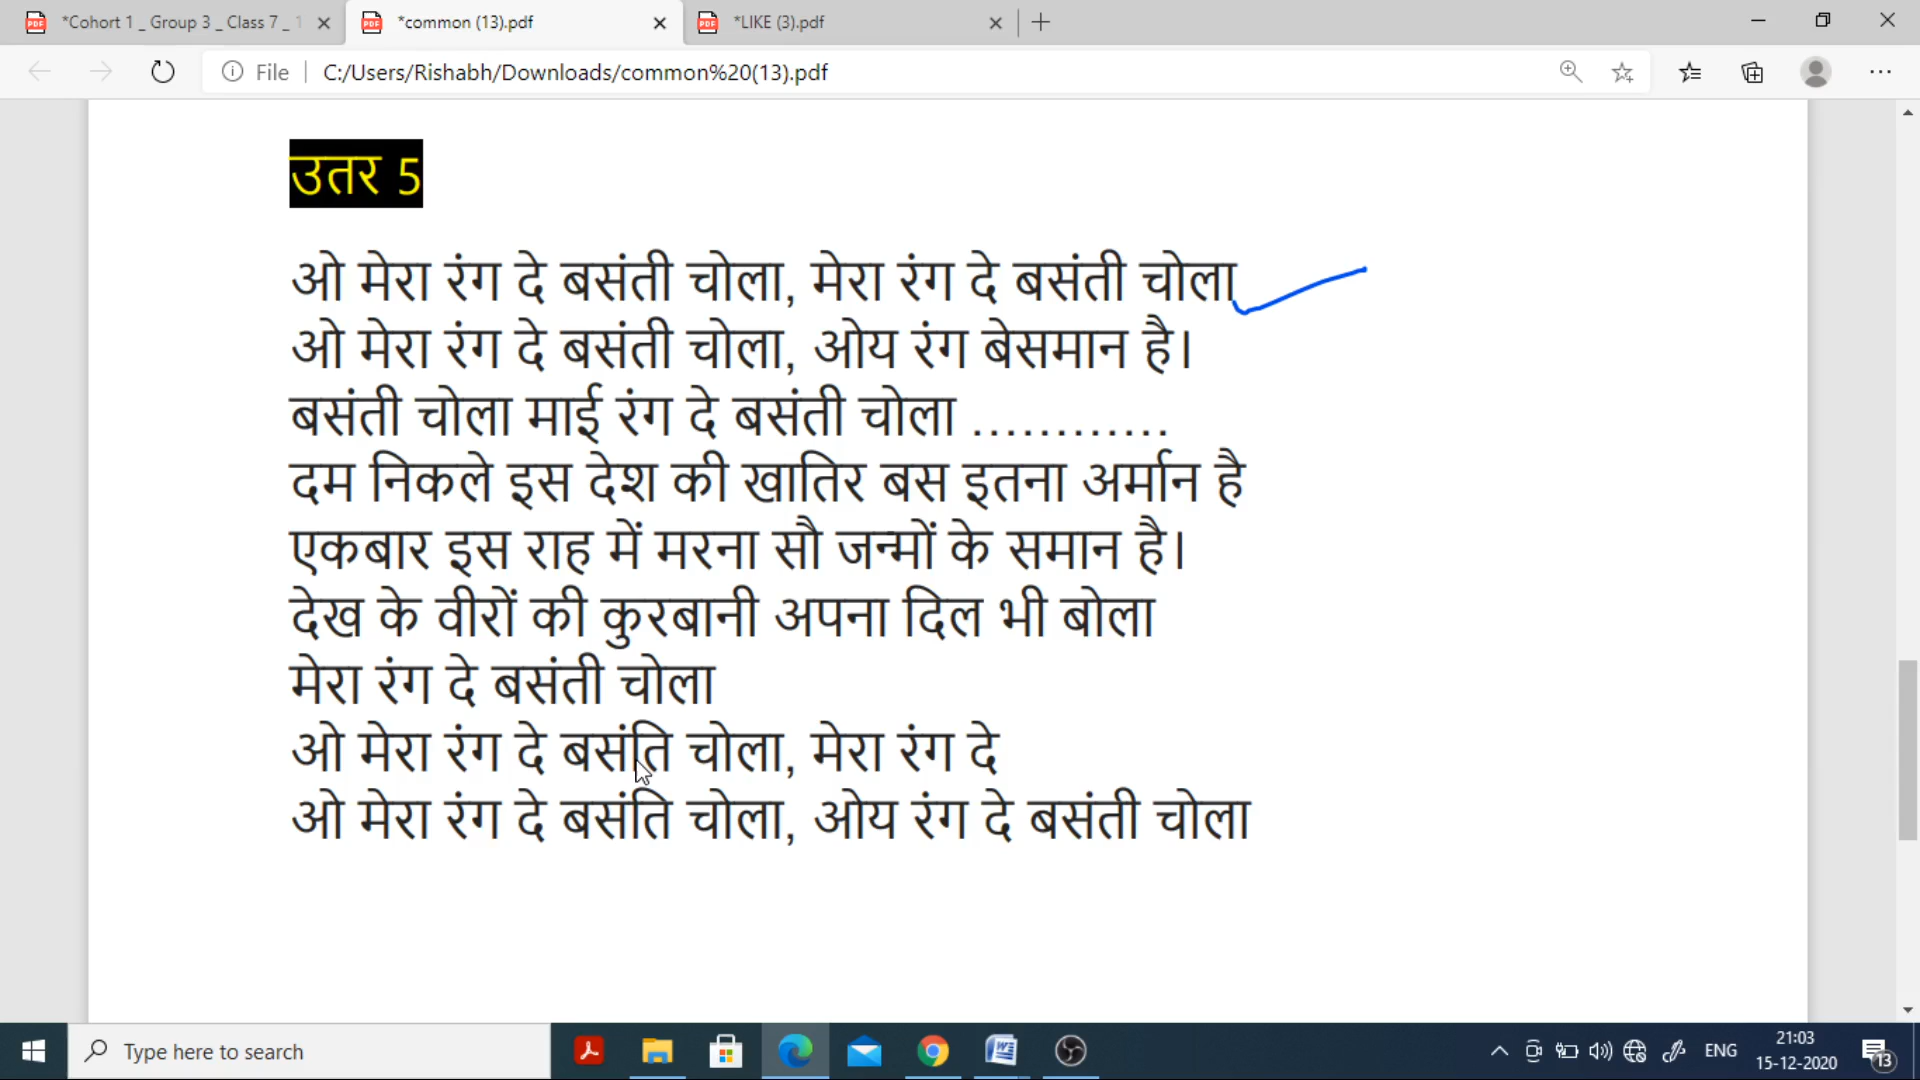 *Cohort 1 _ Group 3 _ Class 7 _ 1
*common (13).pdf
*LIKE (3).pdf
File
C:/Users/Rishabh/Downloads/common%20(13).pdf
उतर 5
ओ मेरा रंग दे बसंती चोला, मेरा रंग दे बसंती चोला
ओ मेरा रंग दे बसंती चोला, ओय रंग बेसमान है।
बसंती चोला माई रंग दे बसंती चोला ............
दम निकले इस देश की खातिर बस इतना अर्मान है
एकबार इस राह में मरना सौ जन्मों के समान है।
देख के वीरों की कुरबानी अपना दिल भी बोला
मेरा रंग दे बसंती चोला
ओ मेरा रंग दे बसंति चोला, मेरा रंग दे
ओ मेरा रंग दे बसंति चोला, ओय रंग दे बसंती चोला
Type here to search
ENG
21:03
15-12-2020
13